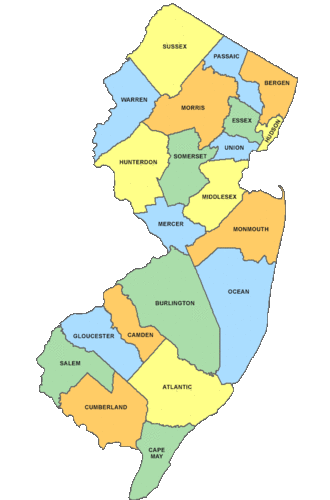 SUSSEX
PASSAIC
BERGEN
WARREN
MORRIS
ESSEX
HUDSON
UNION
SOMERSET
HUNTERDON
MIDDLESEX
MERCER
MONMOUTH
OCEAN
BURLINGTON
CAMDEN
GLOUCESTER
SALEM
ATLANTIC
CUMBERLAND
CAPE
MAY